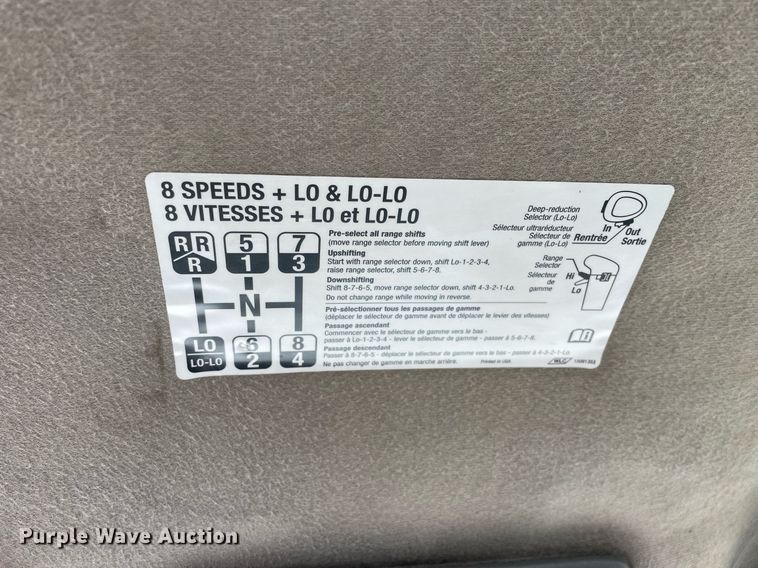 8 SPEEDS + LO & LO-LO
8 VITESSES + LO et LO-LO
R R 5 7
R 1 3
N
LO 6 8
LO-LO 2 4
Pre-select all range shifts
(move range selector before moving shift lever)
Upshifting
Start with range selector down, shift Lo-1-2-3-4,
raise range selector, shift 5-6-7-8.
Downshifting
Shift 8-7-6-5, move range selector down, shift 4-3-2-1-Lo.
Do not change range while moving in reverse.
Pré-sélectionner tous les passages de gamme
(déplacer le sélecteur de gamme avant de déplacer le levier des vitesses)
Passage ascendant
Commencer avec le sélecteur de gamme vers le bas -
passer à Lo-1-2-3-4 - lever le sélecteur de gamme - passer à 5-6-7-8.
Passage descendant
Passer à 8-7-6-5 - déplacer le sélecteur de gamme vers le bas - passer à 4-3-2-1-Lo.
Ne pas changer de gamme en marche arrière.
Printed in USA
WLC
Deep-reduction
Selector (Lo-Lo)
Sélecteur ultraréducteur
Sélecteur de
gamme (Lo-Lo)
In
Rentrée
Out
Sortie
Range
Selector
Sélecteur
de
gamme
Hi
Lo
Purple Wave Auction